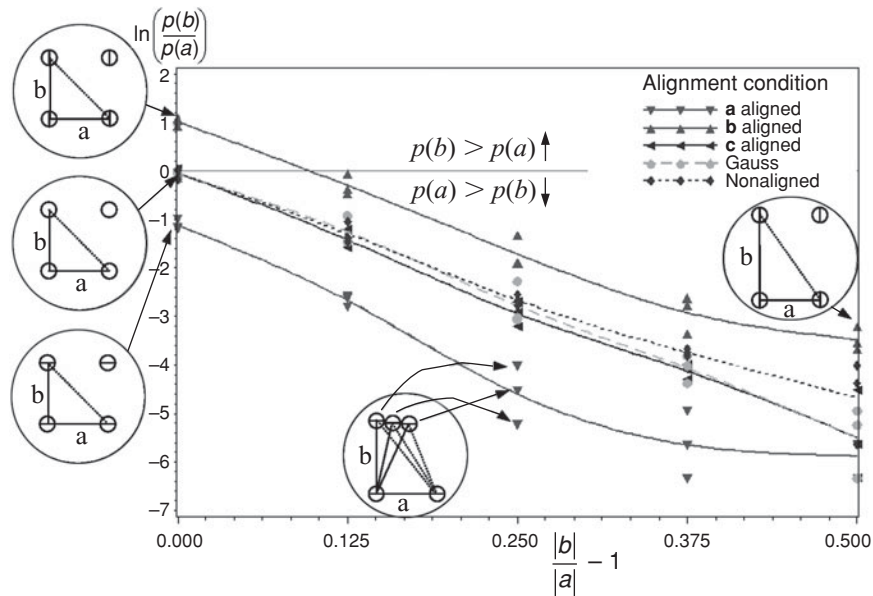 ln(p(b)/p(a))
2
1
0
−1
−2
−3
−4
−5
−6
−7
0.000 0.125 0.250 0.375 0.500
|b|/|a| − 1
p(b) > p(a)
p(a) > p(b)
Alignment condition
a aligned
b aligned
c aligned
Gauss
Nonaligned
b
a
b
a
b
a
b
a
b
a